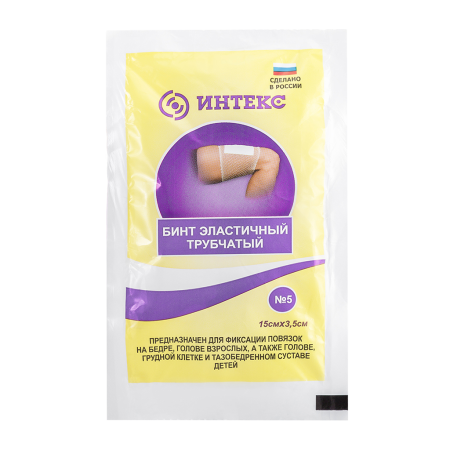 СДЕЛАНО
В РОССИИ
ИНТЕКС
БИНТ ЭЛАСТИЧНЫЙ
ТРУБЧАТЫЙ
№5
15смх3,5см
ПРЕДНАЗНАЧЕН ДЛЯ ФИКСАЦИИ ПОВЯЗОК
НА БЕДРЕ, ГОЛОВЕ ВЗРОСЛЫХ, А ТАКЖЕ ГОЛОВЕ,
ГРУДНОЙ КЛЕТКЕ И ТАЗОБЕДРЕННОМ СУСТАВЕ
ДЕТЕЙ